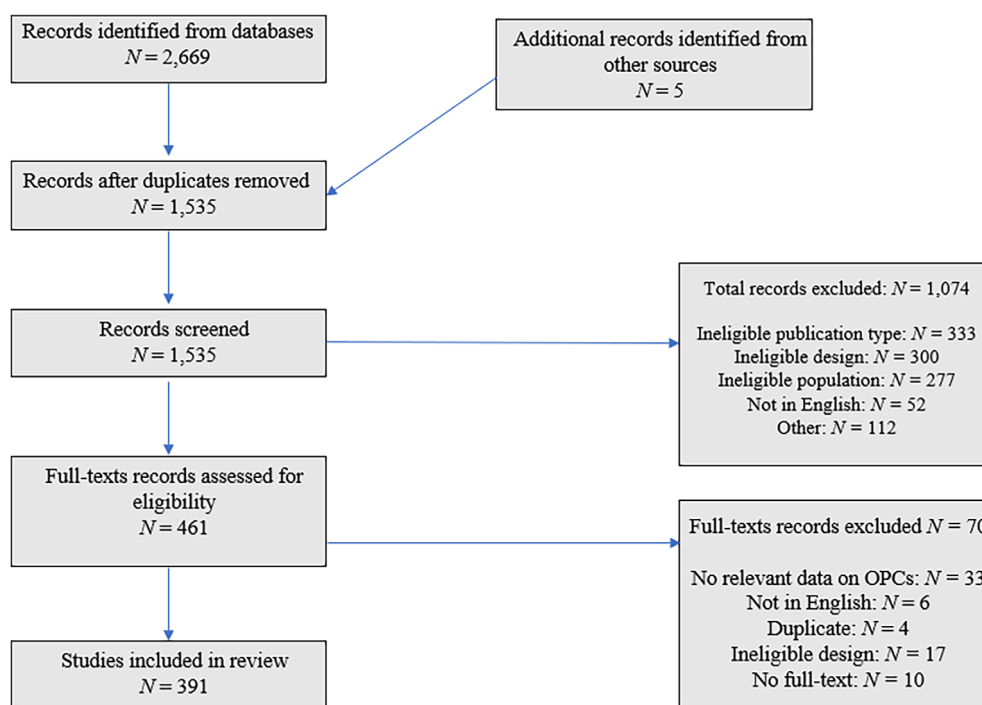 Records identified from databases
N = 2,669
Additional records identified from
other sources
N = 5
Records after duplicates removed
N = 1,535
Records screened
N = 1,535
Total records excluded: N = 1,074
Ineligible publication type: N = 333
Ineligible design: N = 300
Ineligible population: N = 277
Not in English: N = 52
Other: N = 112
Full-texts records assessed for
eligibility
N = 461
Full-texts records excluded N = 70
No relevant data on OPCs: N = 33
Not in English: N = 6
Duplicate: N = 4
Ineligible design: N = 17
No full-text: N = 10
Studies included in review
N = 391